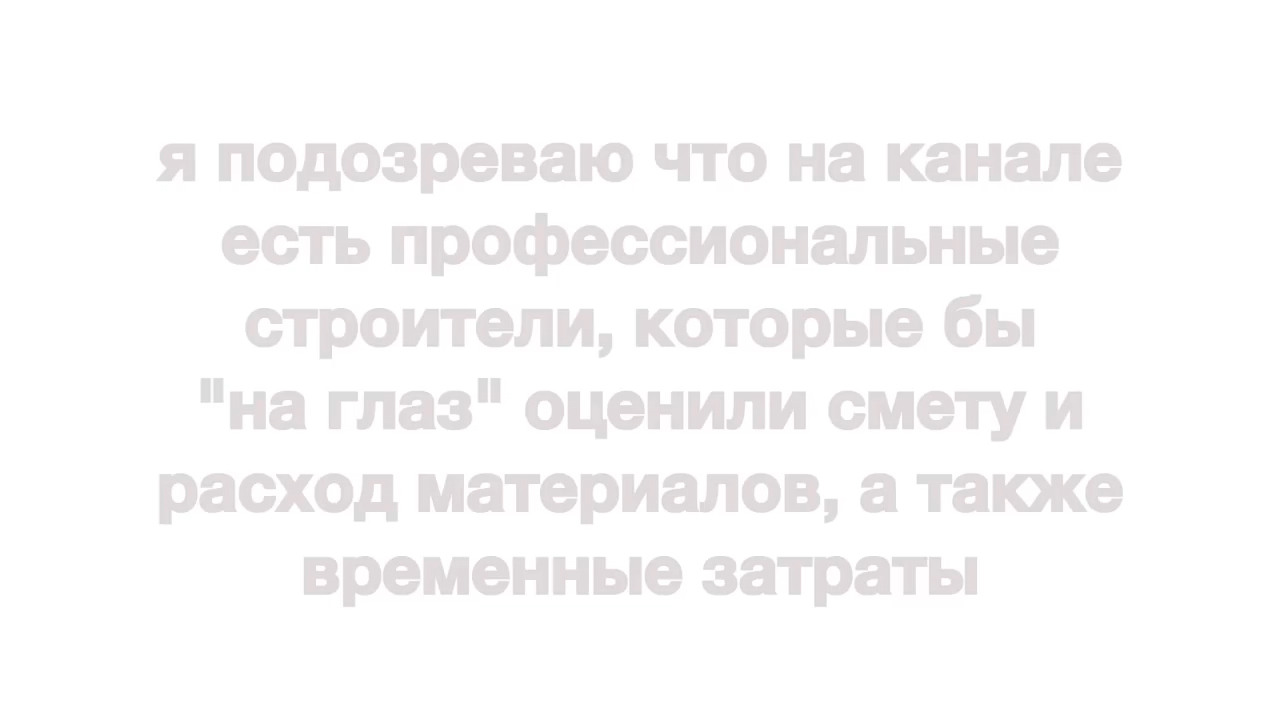 я подозреваю что на канале
есть профессиональные
строители, которые бы
"на глаз" оценили смету и
расход материалов, а также
временные затраты